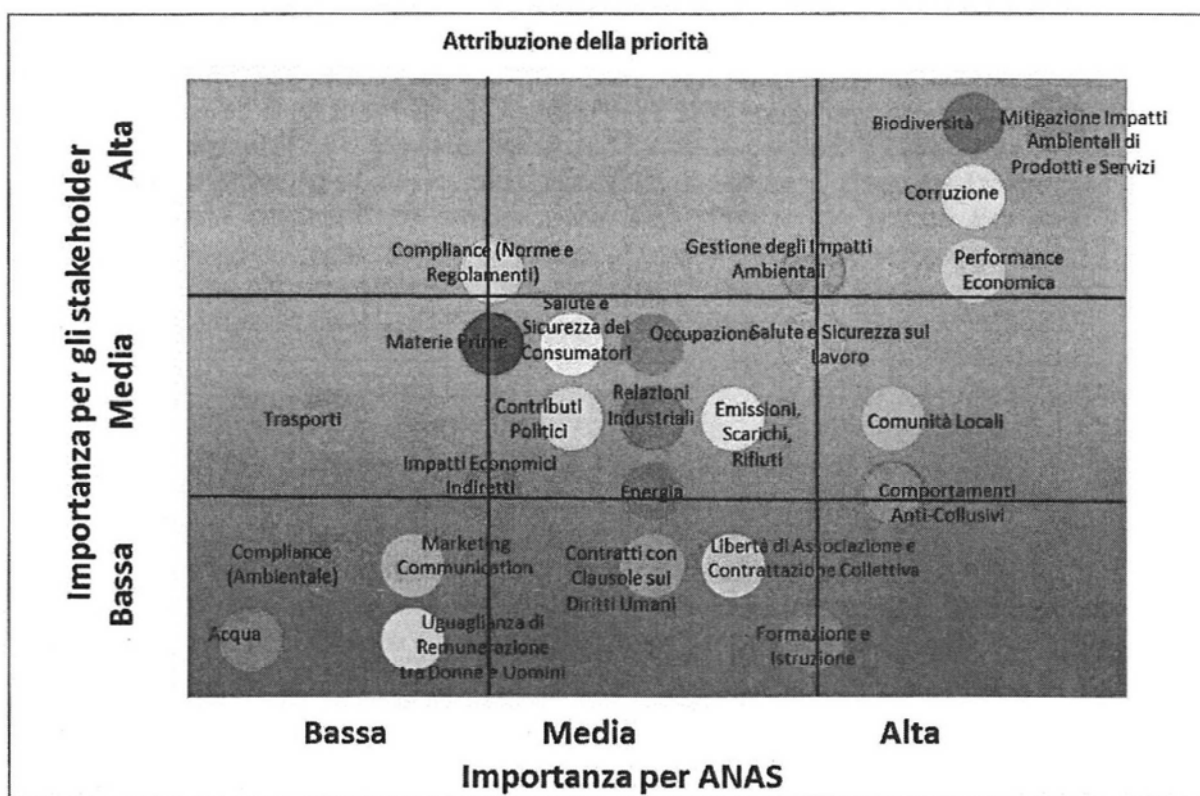 Attribuzione della priorità
Importanza per gli stakeholder
Alta
Media
Bassa
Biodiversità
Mitigazione Impatti
Ambientali di
Prodotti e Servizi
Corruzione
Compliance (Norme e
Regolamenti)
Gestione degli Impatti
Ambientali
Performance
Economica
Materie Prime
Salute e
Sicurezza dei
Consumatori
Occupazione
Salute e Sicurezza sul
Lavoro
Trasporti
Contributi
Politici
Relazioni
Industriali
Emissioni,
Scarichi,
Rifiuti
Comunità Locali
Impatti Economici
Indiretti
Energia
Comportamenti
Anti-Collusivi
Compliance
(Ambientale)
Marketing
Communication
Contratti con
Clausole sui
Diritti Umani
Libertà di Associazione e
Contrattazione Collettiva
Acqua
Uguaglianza di
Remunerazione
tra Donne e Uomini
Formazione e
Istruzione
Bassa
Media
Alta
Importanza per ANAS